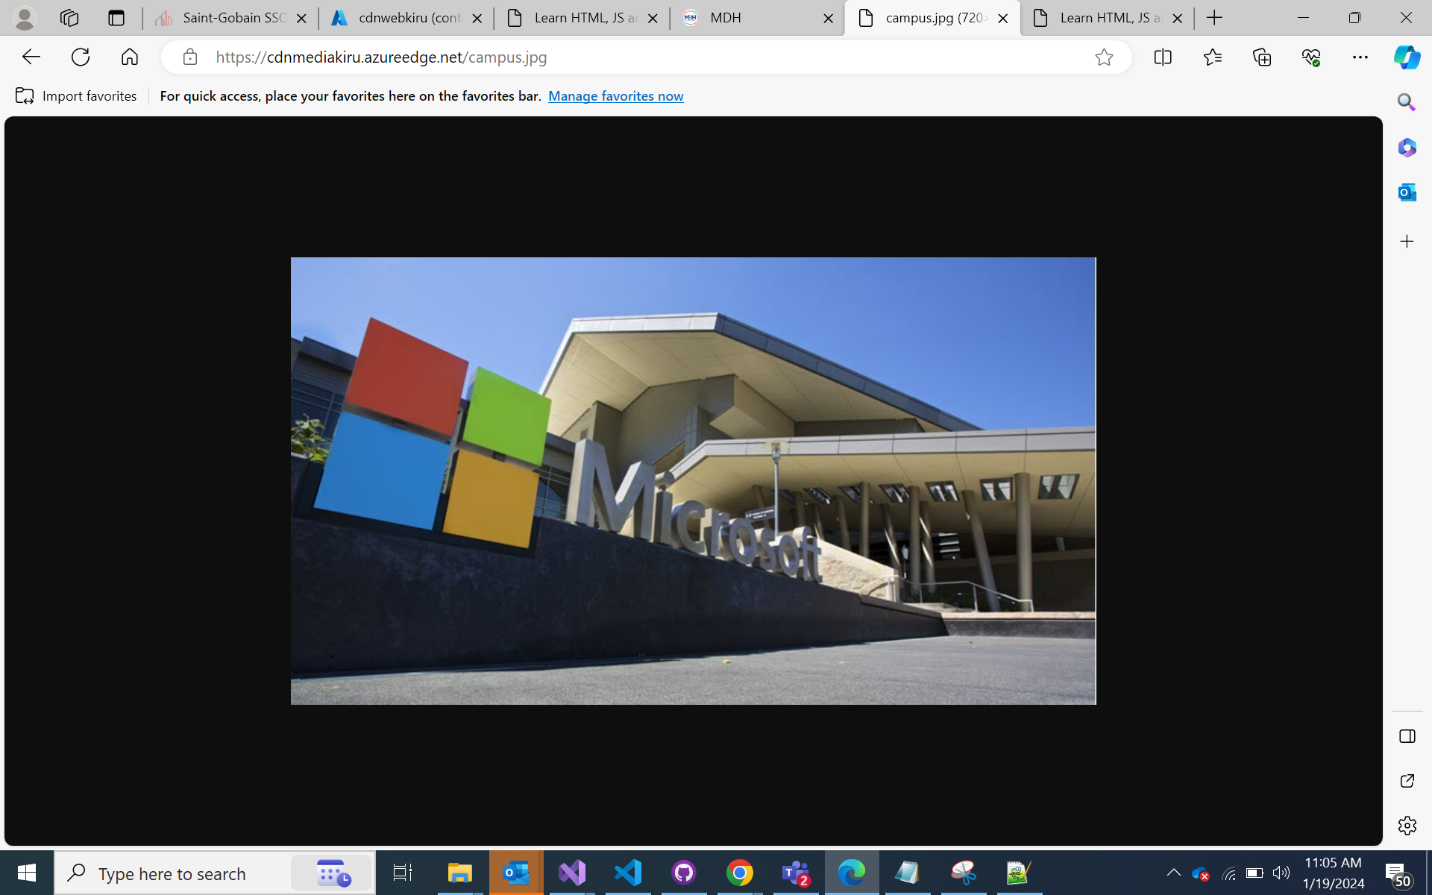 Saint-Gobain SSO
cdnwebkiru (cont
Learn HTML, JS a
MDH
campus.jpg (720
Learn HTML, JS a
https://cdnmediakiru.azureedge.net/campus.jpg
Import favorites
For quick access, place your favorites here on the favorites bar. Manage favorites now
Microsoft
Type here to search
2
11:05 AM
1/19/2024
50